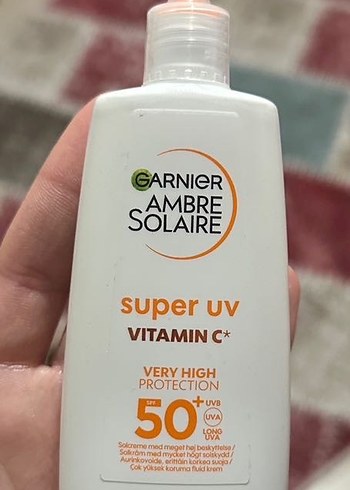 GARNIER
AMBRE
SOLAIRE
super uv
VITAMIN C*
VERY HIGH
PROTECTION
SPF 50+ UVB
UVA
LONG
UVA
Solcreme med meget høj beskyttelse /
Solkräm med mycket högt solskydd /
Aurinkovoide, erittäin korkea suoja /
Çok yüksek koruma fluid krem